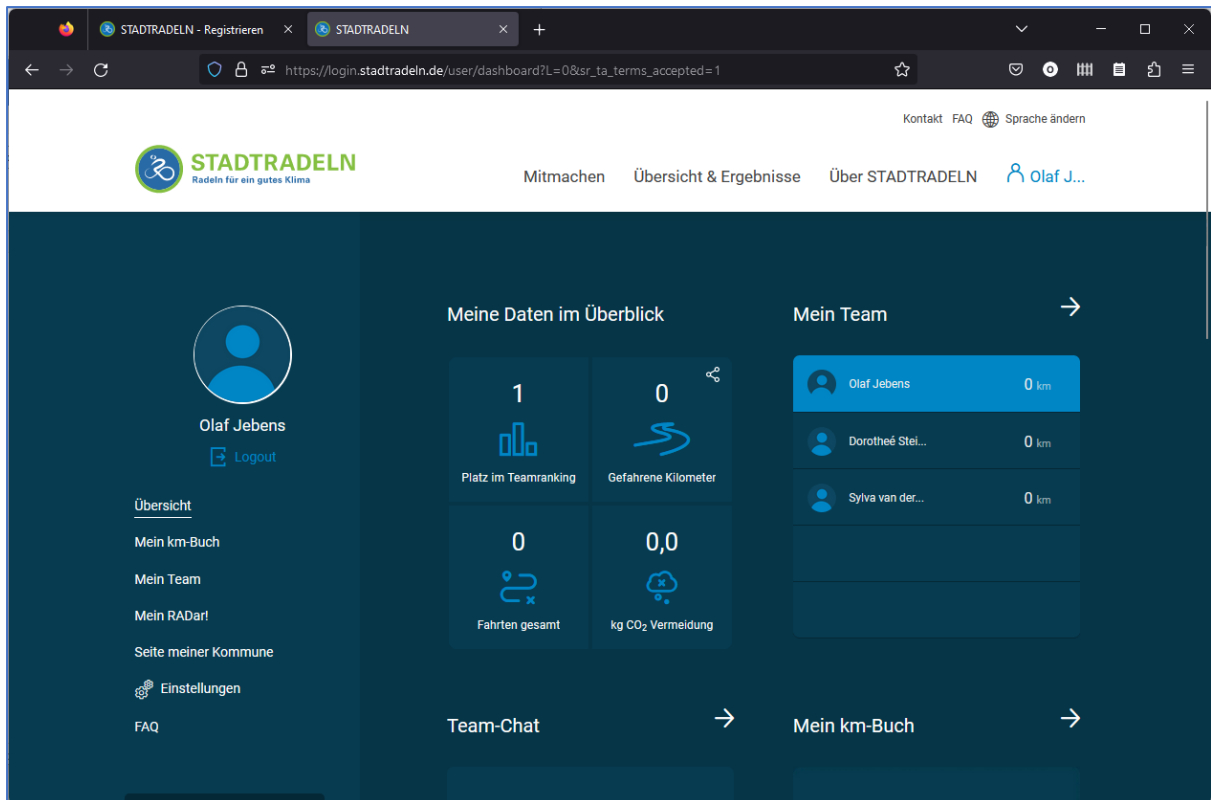 STADTRADELN - Registrieren
STADTRADELN
https://login.stadtradeln.de/user/dashboard?L=0&sr_ta_terms_accepted=1
Kontakt FAQ Sprache ändern
STADTRADELN
Radeln für ein gutes Klima
Mitmachen Übersicht & Ergebnisse Über STADTRADELN Olaf J...
Olaf Jebens
Logout
Übersicht
Mein km-Buch
Mein Team
Mein RADar!
Seite meiner Kommune
Einstellungen
FAQ
Meine Daten im Überblick
1
Platz im Teamranking
0
Gefahrene Kilometer
0
Fahrten gesamt
0,0
kg CO₂ Vermeidung
Mein Team
Olaf Jebens 0 km
Dorotheé Stei... 0 km
Sylva van der... 0 km
Team-Chat
Mein km-Buch